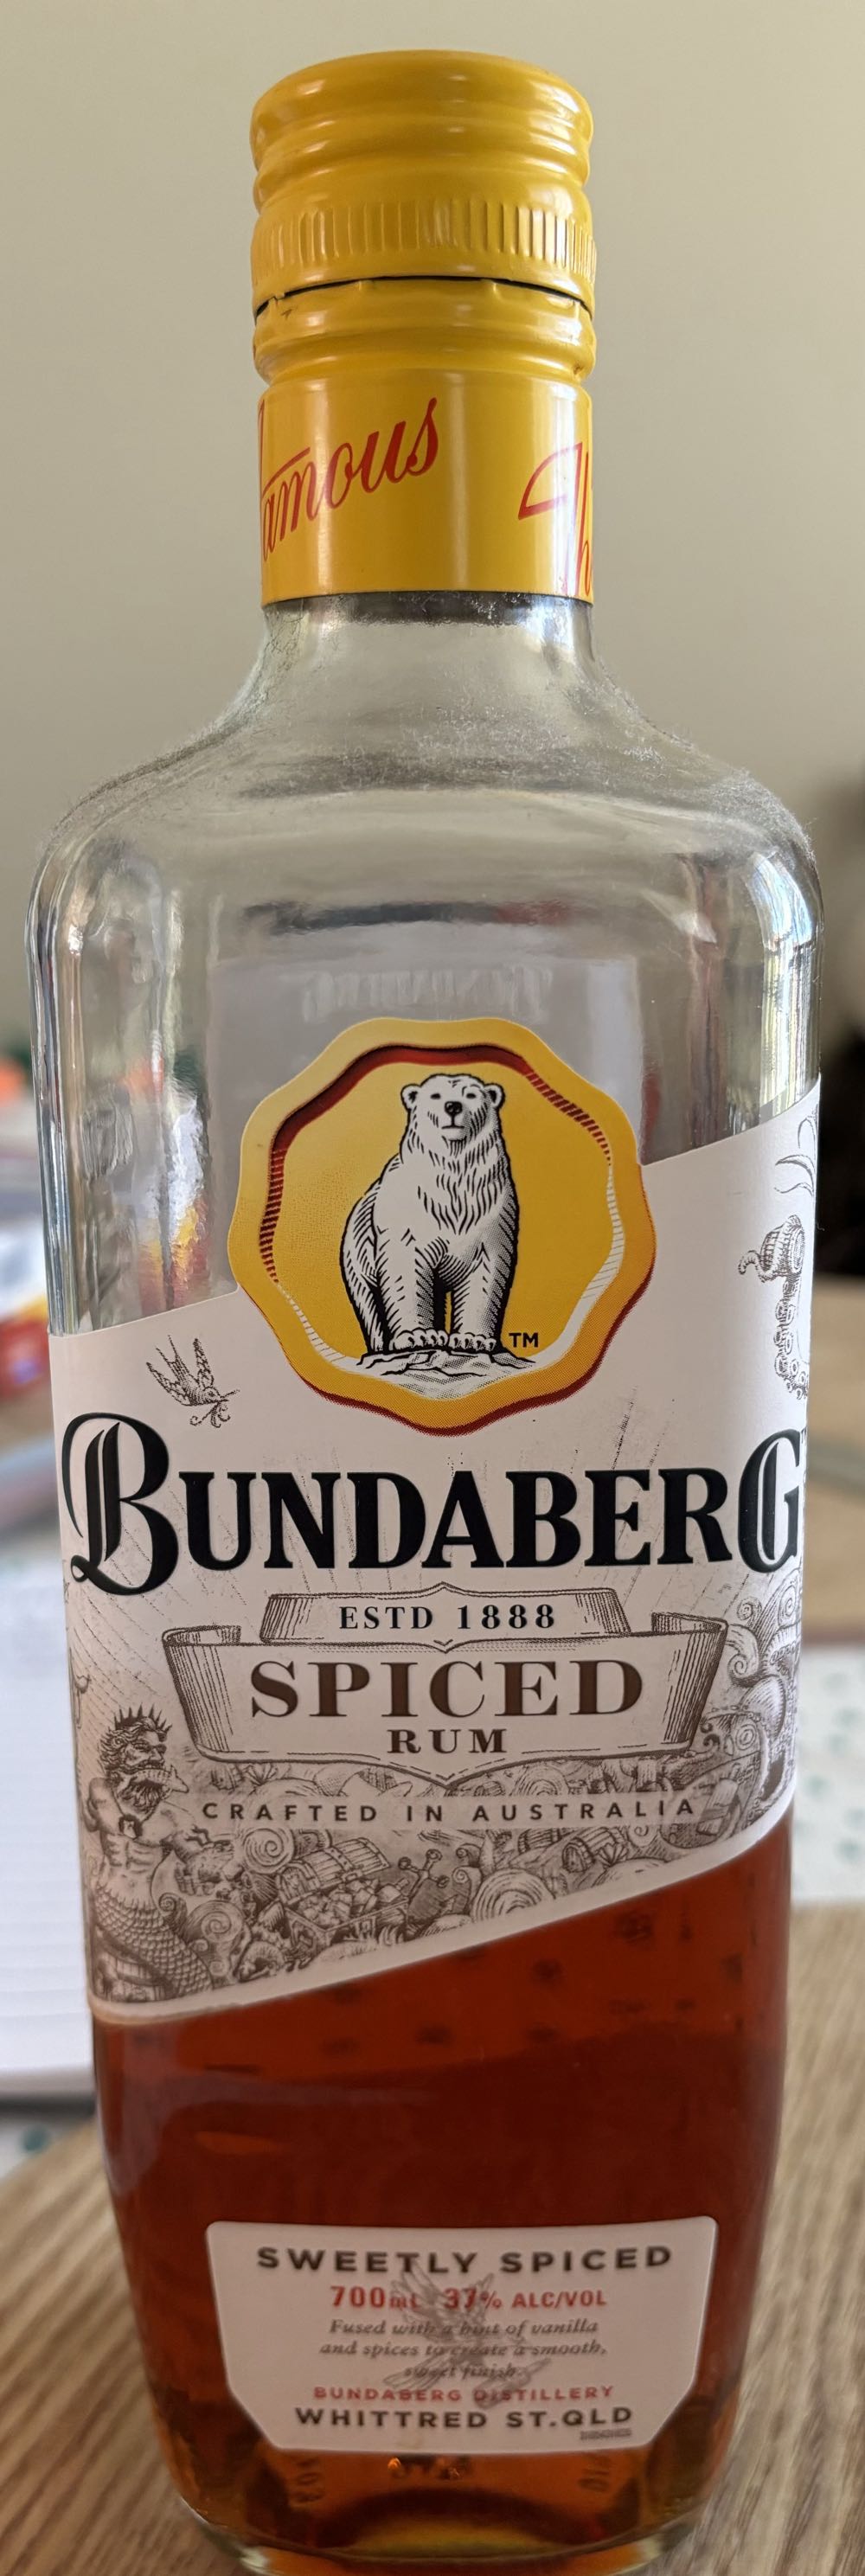 famous Th
TM
BUNDABERG
ESTD 1888
SPICED
RUM
CRAFTED IN AUSTRALIA
SWEETLY SPICED
700mL 37% ALC/VOL
Fused with a hint of vanilla
and spices to create a smooth,
sweet finish.
BUNDABERG DISTILLERY
WHITTRED ST.QLD